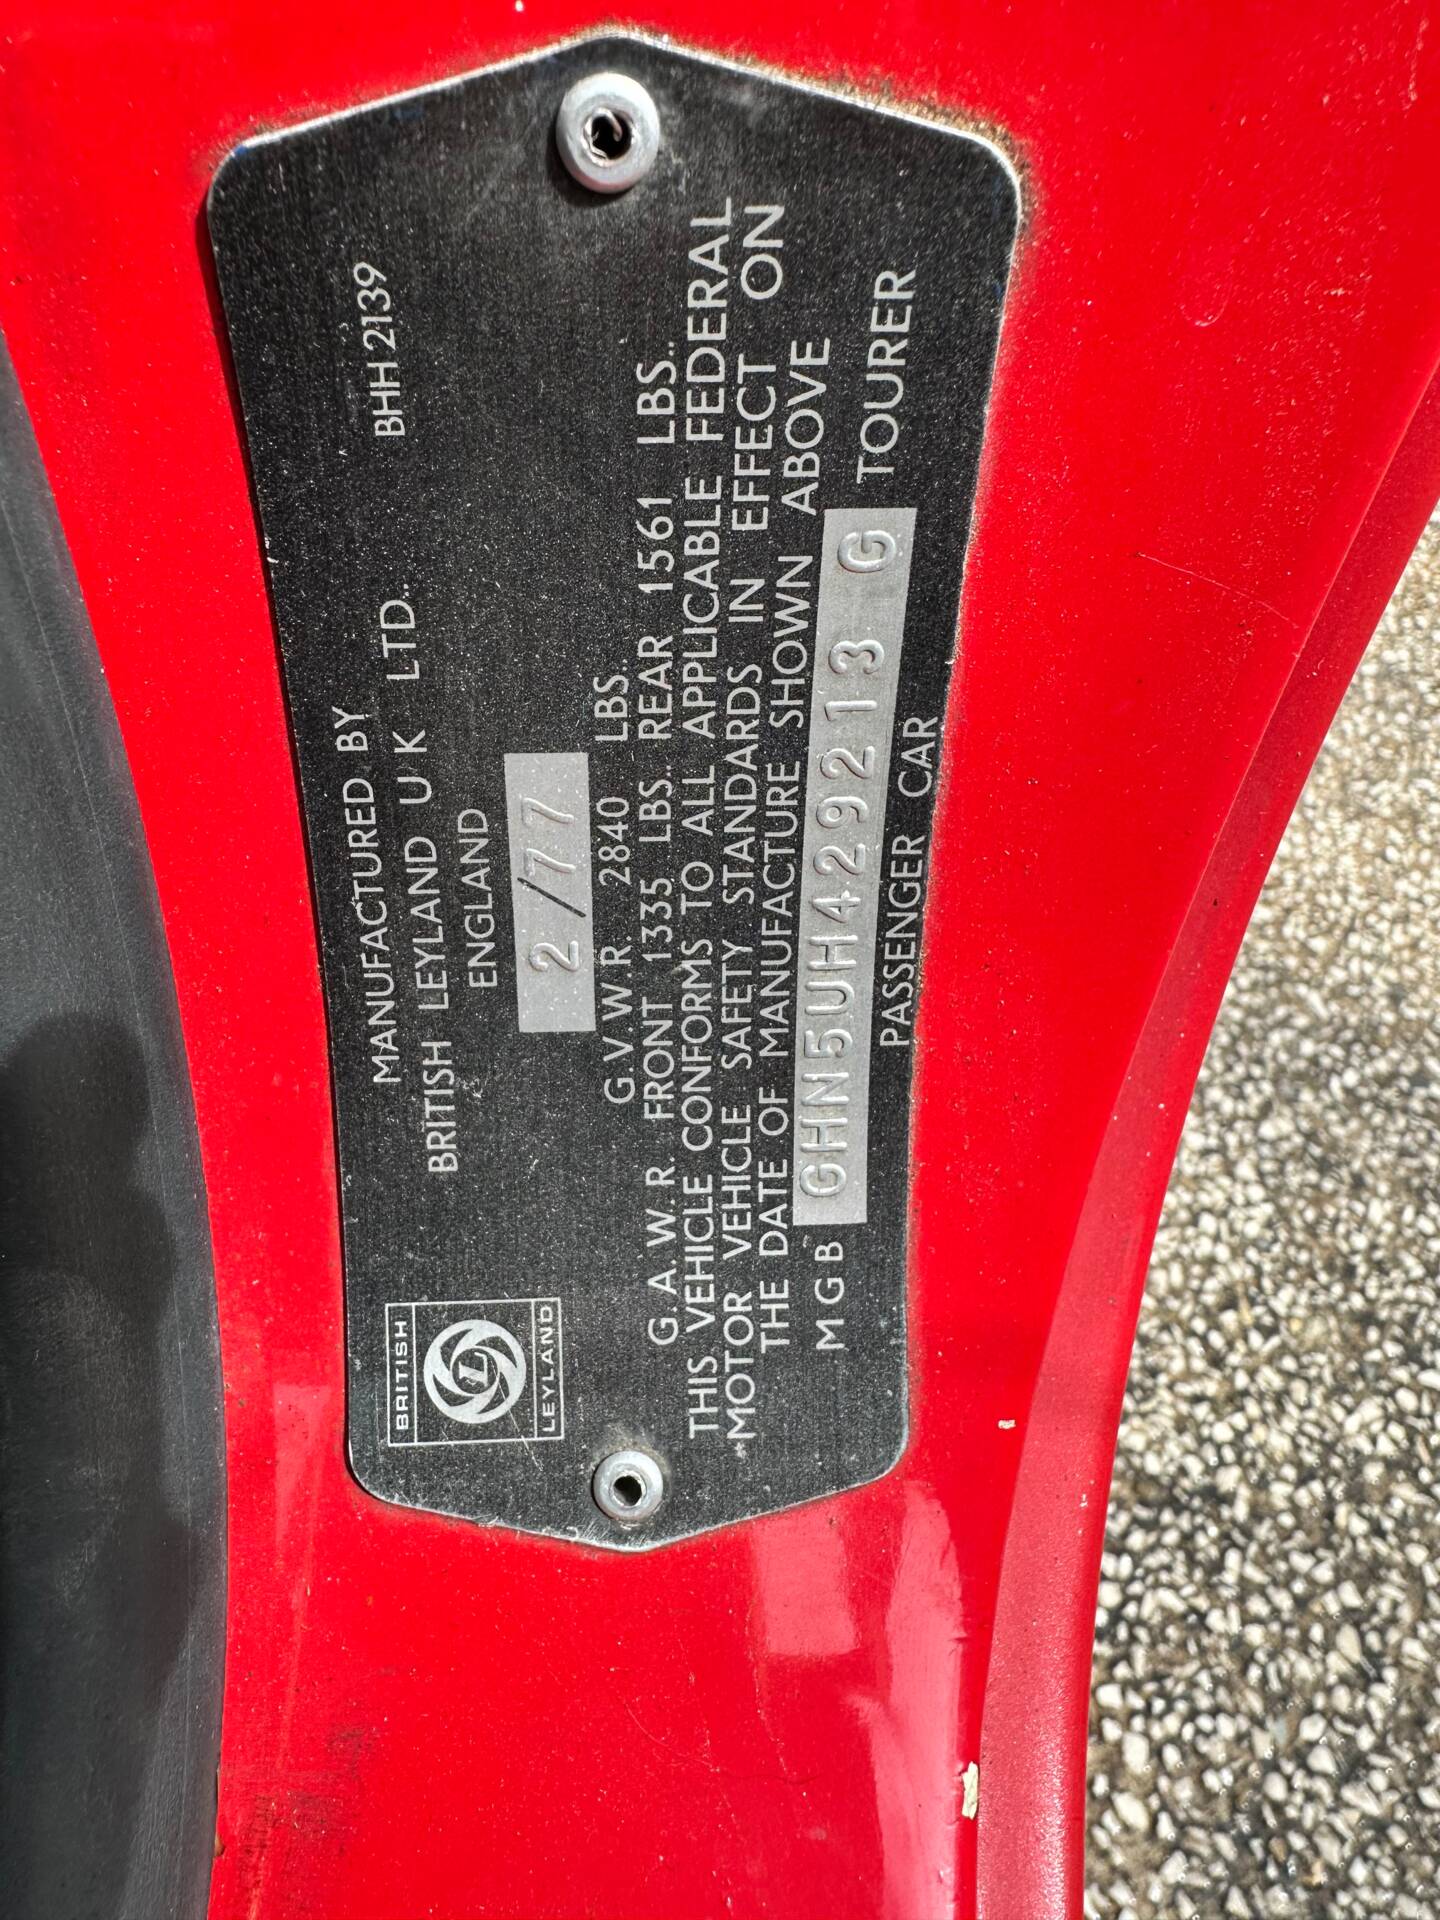 BRITISH
L
LEYLAND
MANUFACTURED BY
BRITISH LEYLAND U K LTD..
BHH 2139
ENGLAND
2/77
G.V.W.R. 2840 LBS..
G.A.W.R. FRONT 1335 LBS.. REAR 1561 LBS..
THIS VEHICLE CONFORMS TO ALL APPLICABLE FEDERAL
MOTOR VEHICLE SAFETY STANDARDS IN EFFECT ON
THE DATE OF MANUFACTURE SHOWN ABOVE
MGB GHN5UH429213 G TOURER
PASSENGER CAR